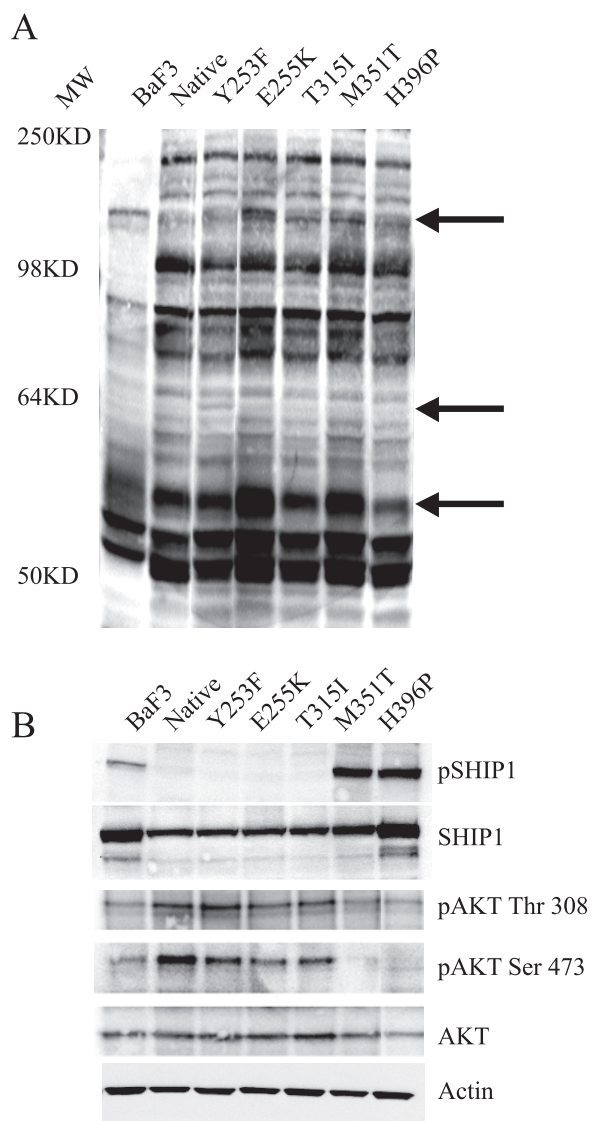 A
MW BaF3 Native Y253F E255K T315I M351T H396P
250KD
98KD
64KD
50KD
B
BaF3 Native Y253F E255K T315I M351T H396P
pSHIP1
SHIP1
pAKT Thr 308
pAKT Ser 473
AKT
Actin